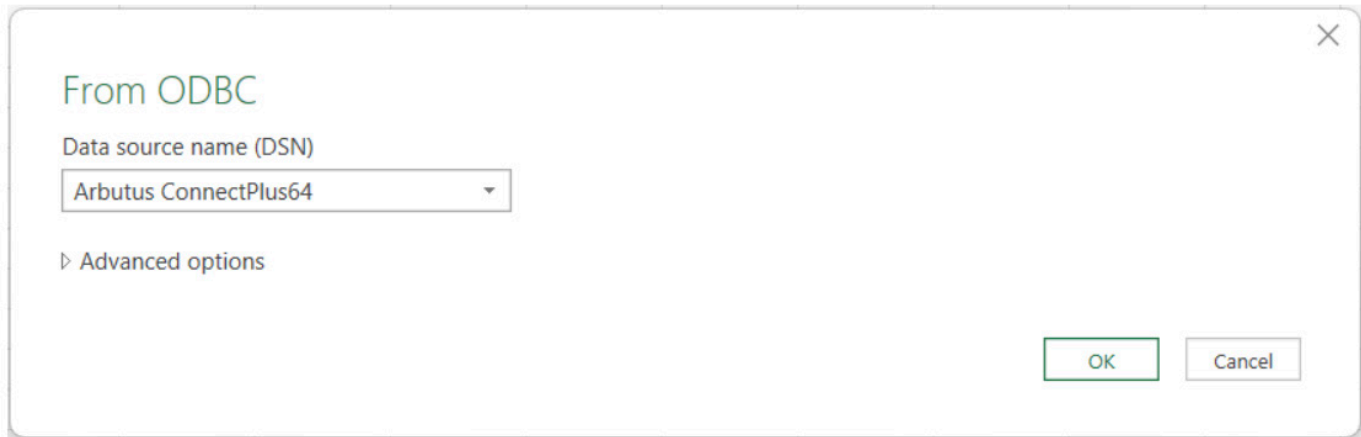 From ODBC
Data source name (DSN)
Arbutus ConnectPlus64
Advanced options
OK
Cancel